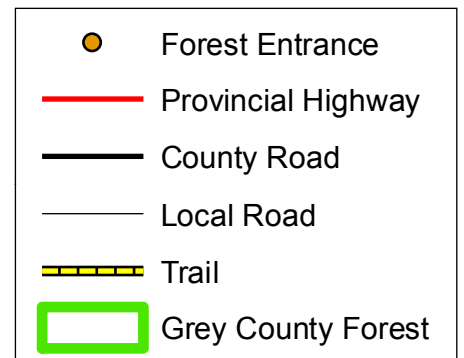 Forest Entrance
Provincial Highway
County Road
Local Road
Trail
Grey County Forest